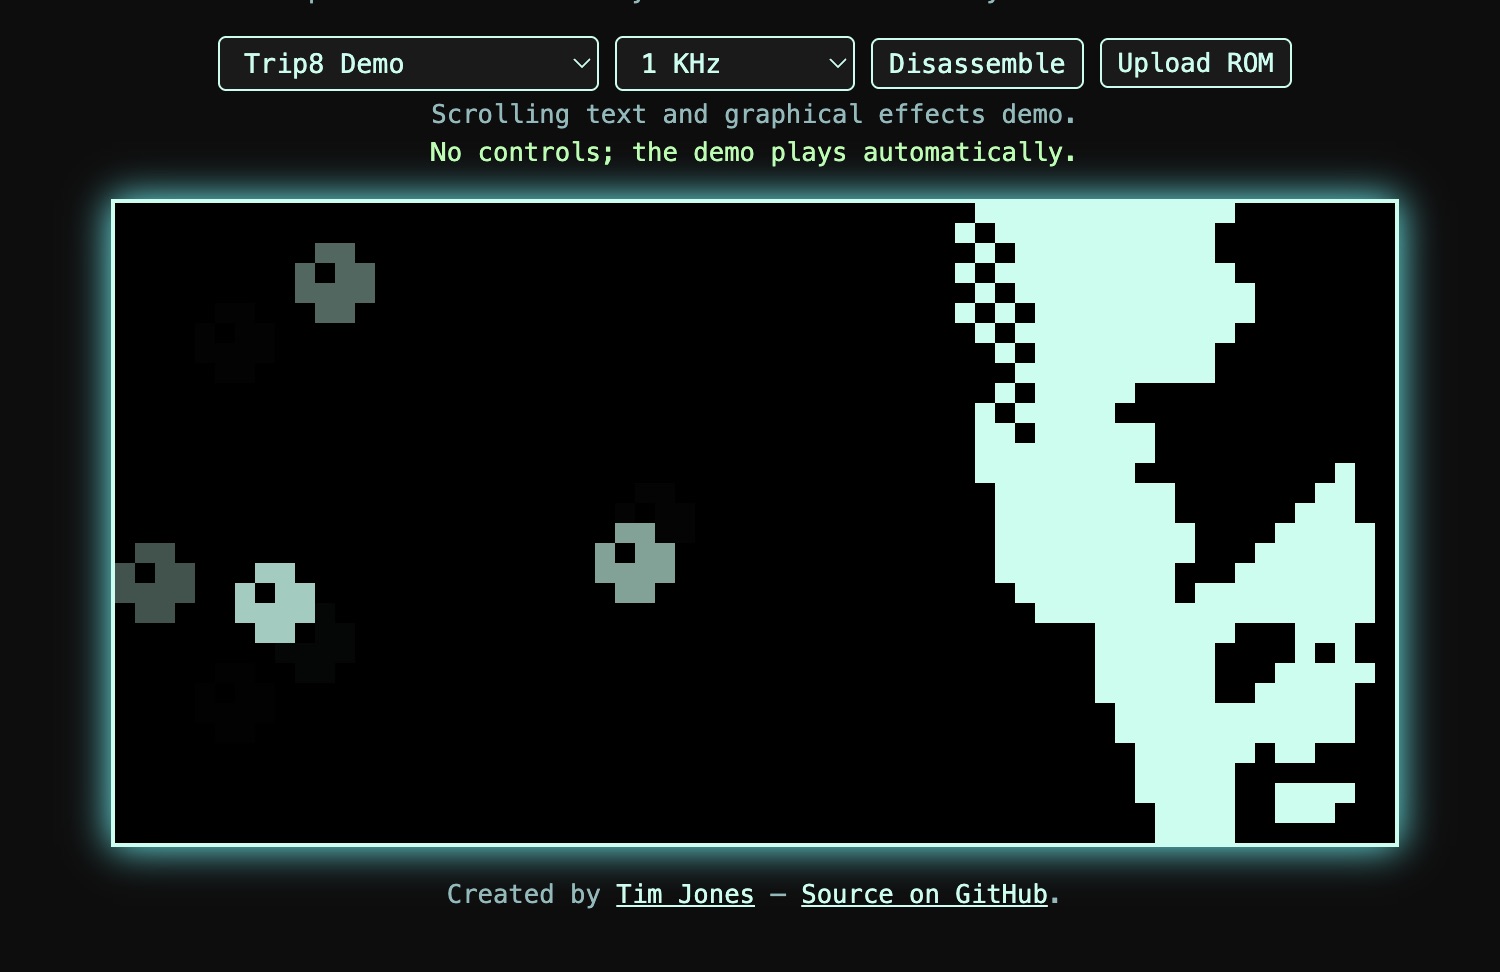 Trip8 Demo 1 KHz Disassemble Upload ROM
Scrolling text and graphical effects demo.
No controls; the demo plays automatically.
Created by Tim Jones — Source on GitHub.